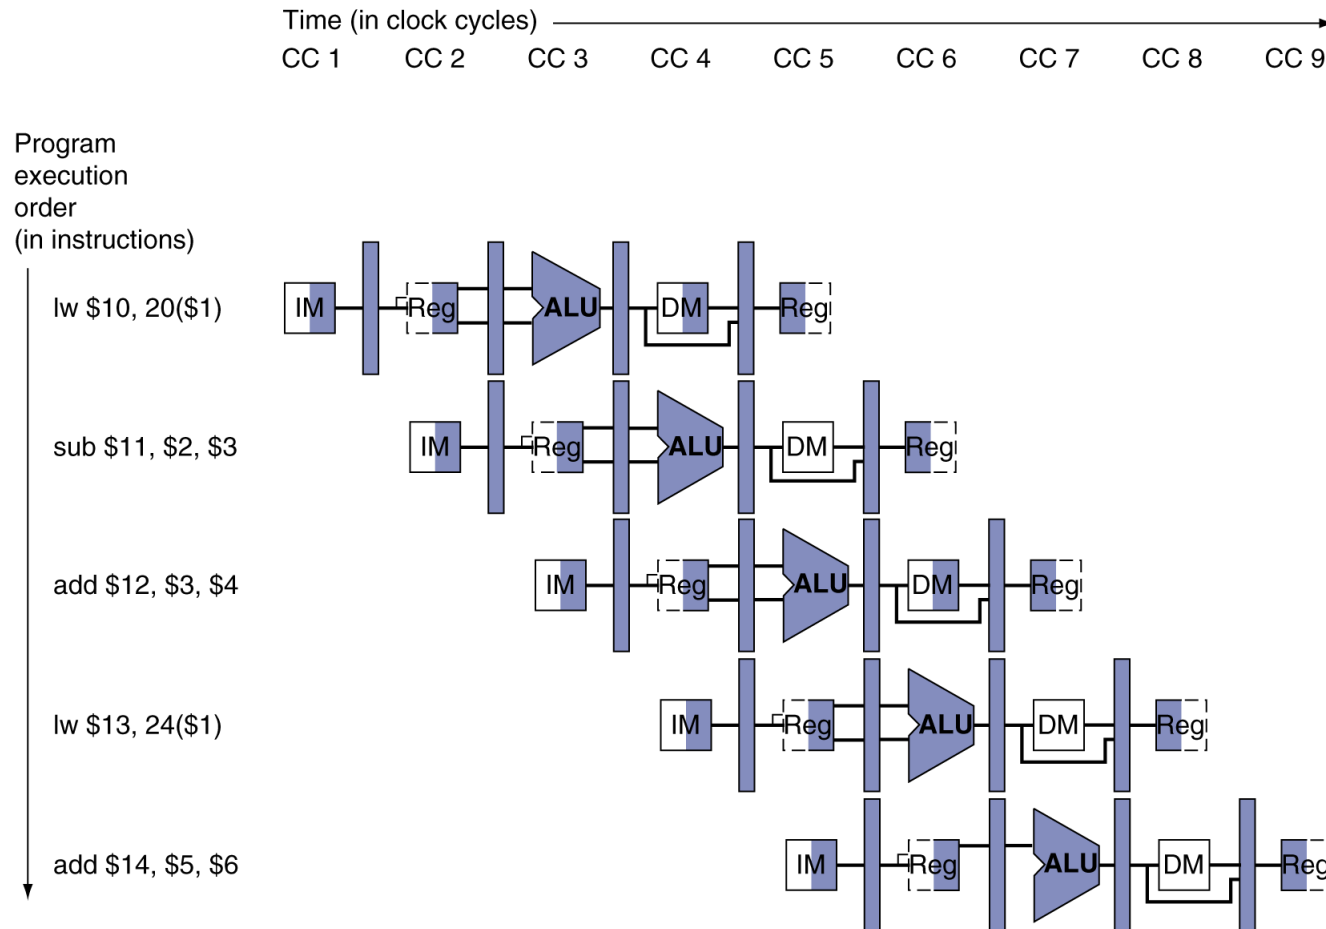 Time (in clock cycles)
CC 1 CC 2 CC 3 CC 4 CC 5 CC 6 CC 7 CC 8 CC 9
Program
execution
order
(in instructions)
lw $10, 20($1) IM Reg ALU DM Reg
sub $11, $2, $3 IM Reg ALU DM Reg
add $12, $3, $4 IM Reg ALU DM Reg
lw $13, 24($1) IM Reg ALU DM Reg
add $14, $5, $6 IM Reg ALU DM Reg